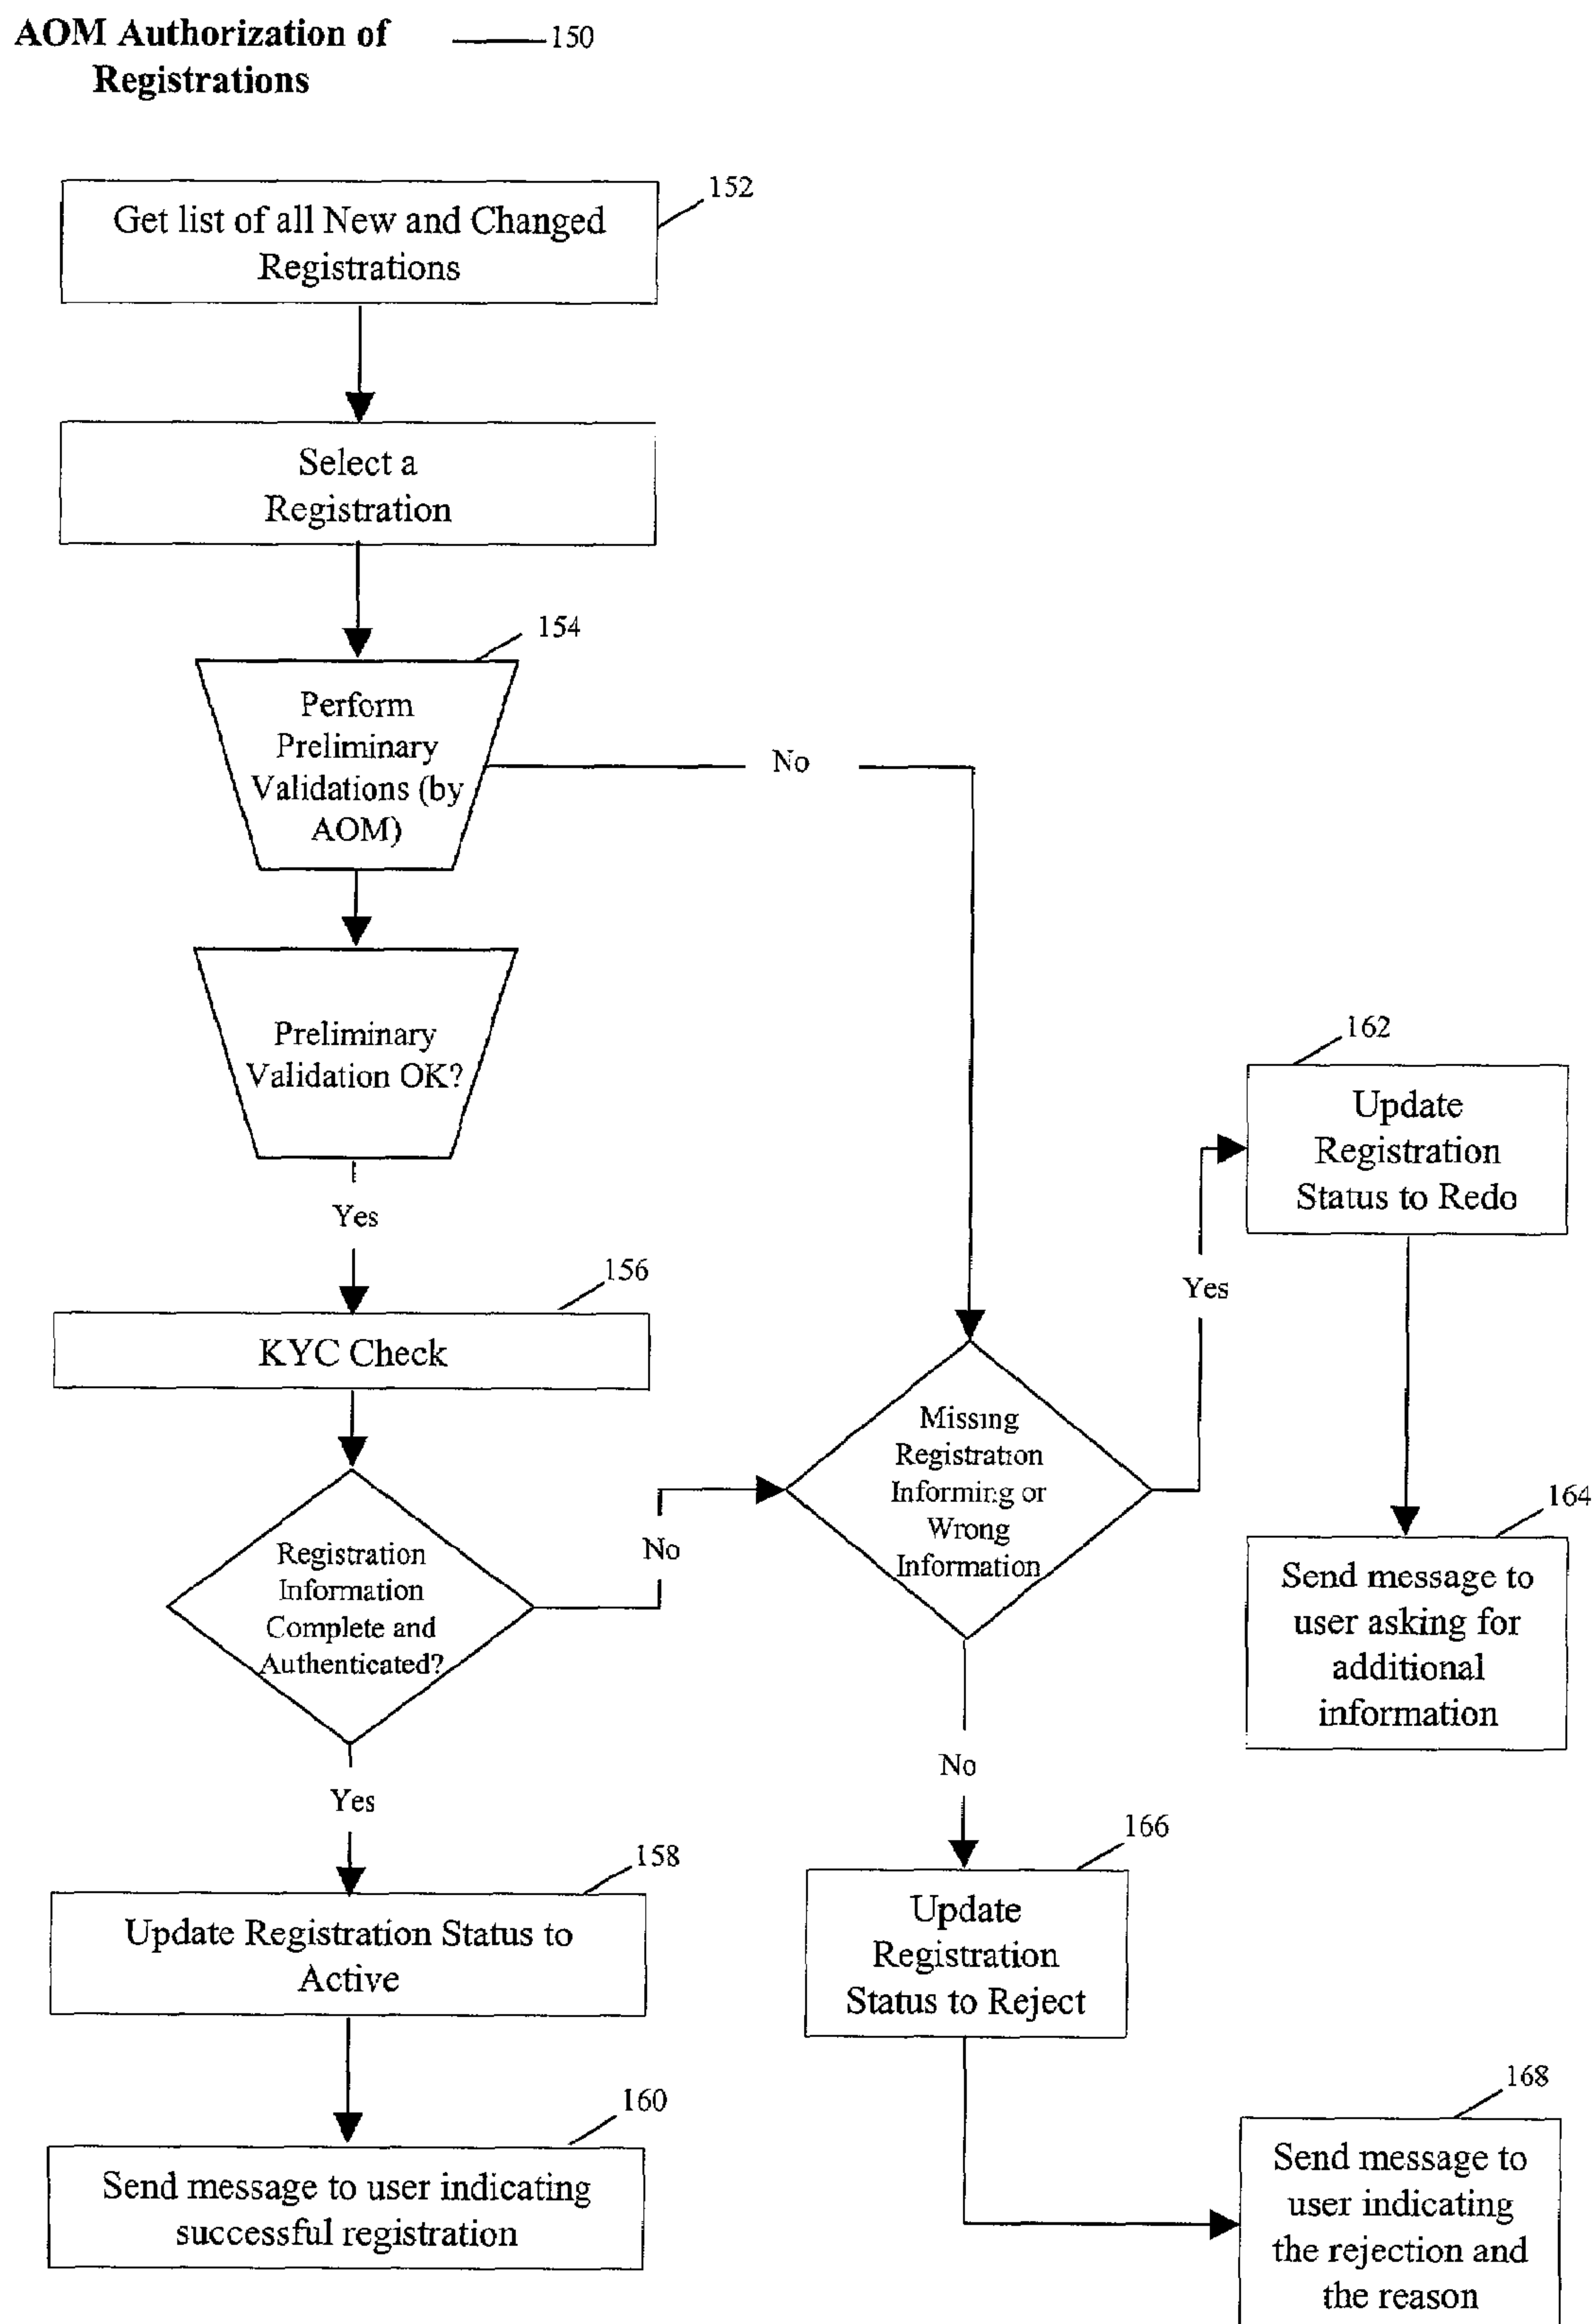 AOM Authorization of
Registrations
150
152
Get list of all New and Changed
Registrations
Select a
Registration
154
Perform
Preliminary
Validations (by
AOM)
No
Preliminary
Validation OK?
Yes
156
KYC Check
Registration
Information
Complete and
Authenticated?
No
Missing
Registration
Informing or
Wrong
Information
Yes
162
Update
Registration
Status to Redo
164
Send message to
user asking for
additional
information
Yes
158
Update Registration Status to
Active
160
Send message to user indicating
successful registration
No
166
Update
Registration
Status to Reject
168
Send message to
user indicating
the rejection and
the reason